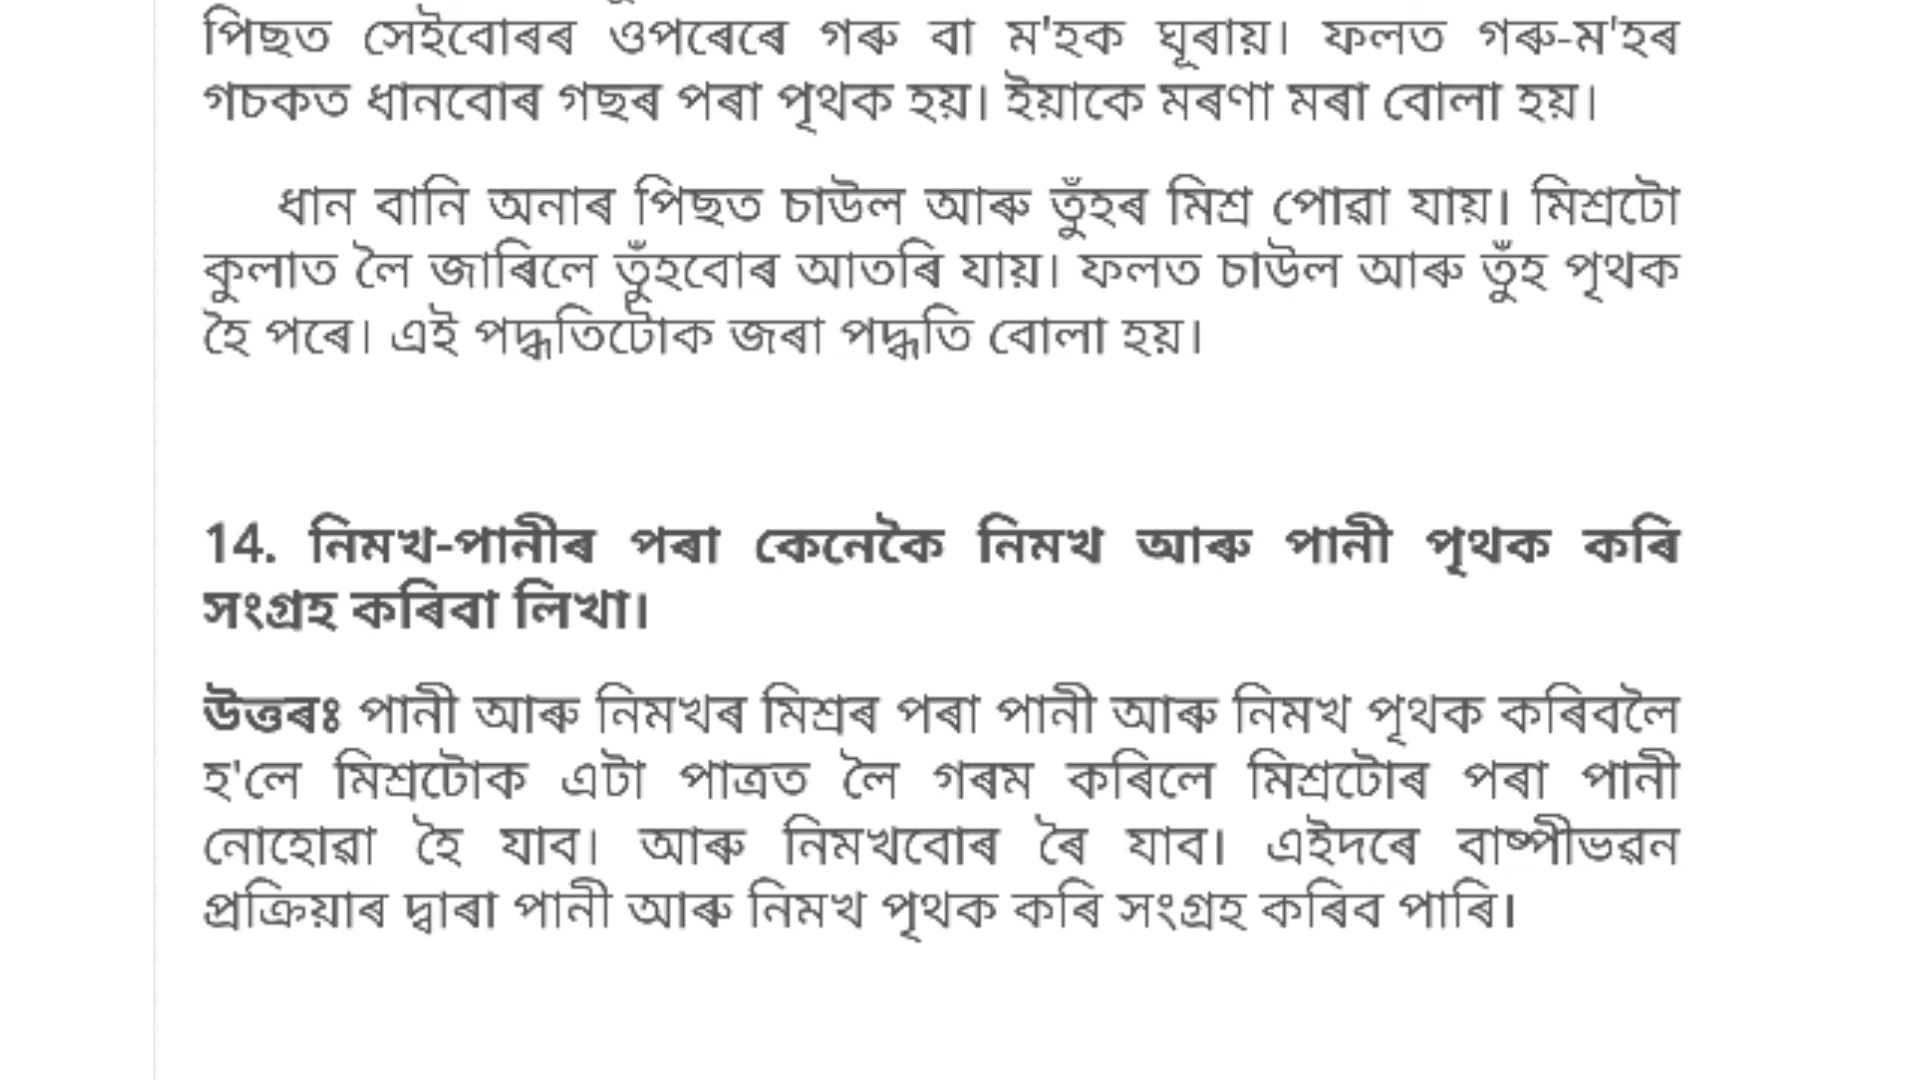 পিছত সেইবোৰৰ ওপৰেৰে গৰু বা ম'হক ঘূৰায়। ফলত গৰু-ম'হৰ
গচকত ধানবোৰ গছৰ পৰা পৃথক হয়। ইয়াকে মৰণা মৰা বোলা হয়।
ধান বানি অনাৰ পিছত চাউল আৰু তুঁহৰ মিশ্ৰ পোৱা যায়। মিশ্ৰটো
কুলাত লৈ জাৰিলে তুঁহবোৰ আতৰি যায়। ফলত চাউল আৰু তুঁহ পৃথক
হৈ পৰে। এই পদ্ধতিটোক জৰা পদ্ধতি বোলা হয়।
14. নিমখ-পানীৰ পৰা কেনেকৈ নিমখ আৰু পানী পৃথক কৰি
সংগ্ৰহ কৰিবা লিখা।
উত্তৰঃ পানী আৰু নিমখৰ মিশ্ৰৰ পৰা পানী আৰু নিমখ পৃথক কৰিবলৈ
হ'লে মিশ্ৰটোক এটা পাত্ৰত লৈ গৰম কৰিলে মিশ্ৰটোৰ পৰা পানী
নোহোৱা হৈ যাব। আৰু নিমখবোৰ ৰৈ যাব। এইদৰে বাষ্পীভৱন
প্ৰক্ৰিয়াৰ দ্বাৰা পানী আৰু নিমখ পৃথক কৰি সংগ্ৰহ কৰিব পাৰি।